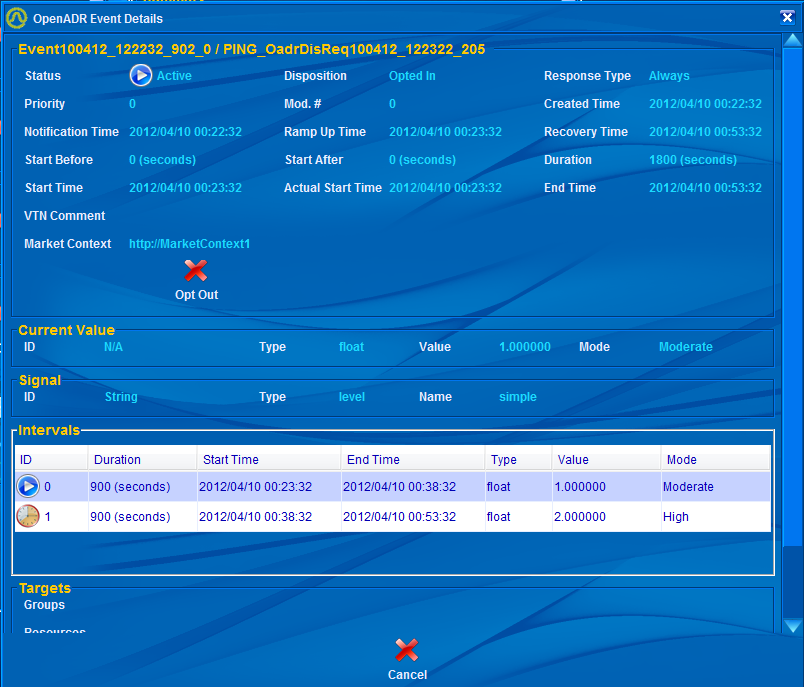 OpenADR Event Details
Event100412_122232_902_0 / PING_OadrDisReq100412_122322_205
Status Active Disposition Opted In Response Type Always
Priority 0 Mod. # 0 Created Time 2012/04/10 00:22:32
Notification Time 2012/04/10 00:22:32 Ramp Up Time 2012/04/10 00:23:32 Recovery Time 2012/04/10 00:53:32
Start Before 0 (seconds) Start After 0 (seconds) Duration 1800 (seconds)
Start Time 2012/04/10 00:23:32 Actual Start Time 2012/04/10 00:23:32 End Time 2012/04/10 00:53:32
VTN Comment
Market Context http://MarketContext1
Opt Out
Current Value
ID N/A Type float Value 1.000000 Mode Moderate
Signal
ID String Type level Name simple
Intervals
ID Duration Start Time End Time Type Value Mode
0 900 (seconds) 2012/04/10 00:23:32 2012/04/10 00:38:32 float 1.000000 Moderate
1 900 (seconds) 2012/04/10 00:38:32 2012/04/10 00:53:32 float 2.000000 High
Targets
Groups
Resources
Cancel